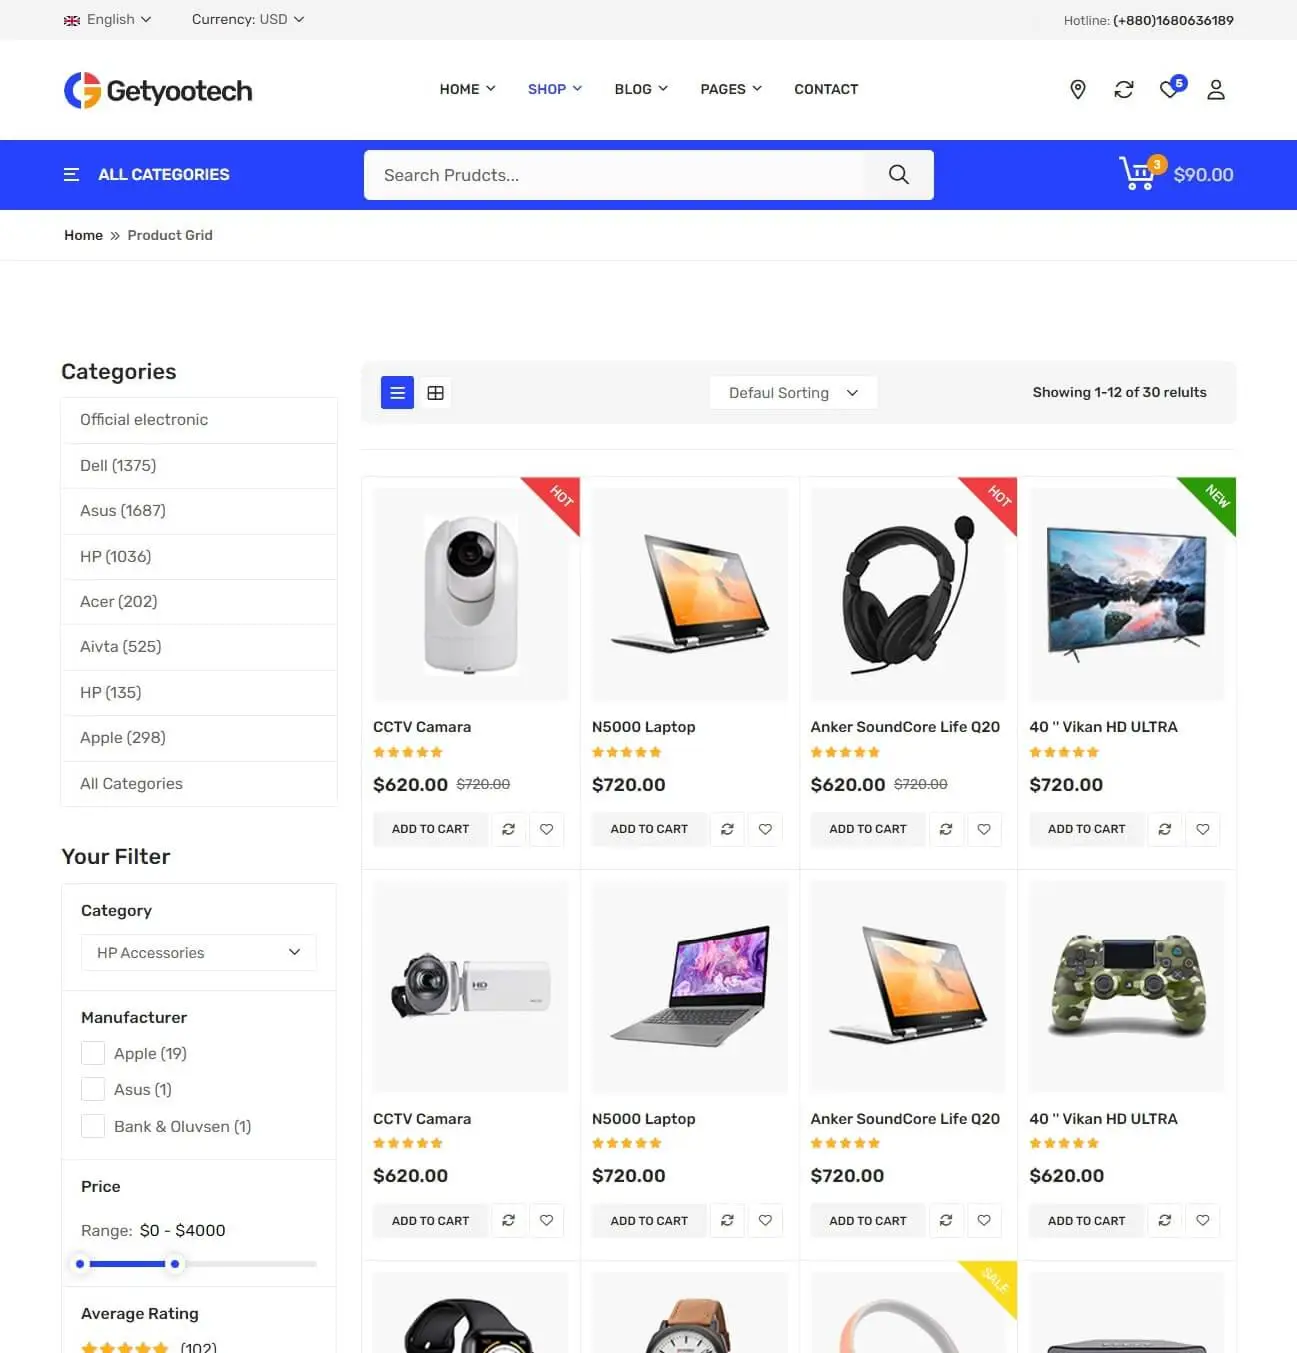 English
Currency: USD
Hotline: (+880)1680636189
Getyootech
HOME
SHOP
BLOG
PAGES
CONTACT
5
ALL CATEGORIES
Search Prudcts...
3
$90.00
Home » Product Grid
Categories
Official electronic
Dell (1375)
Asus (1687)
HP (1036)
Acer (202)
Aivta (525)
HP (135)
Apple (298)
All Categories
Your Filter
Category
HP Accessories
Manufacturer
Apple (19)
Asus (1)
Bank & Oluvsen (1)
Price
Range: $0 - $4000
Average Rating
(102)
Defaul Sorting
Showing 1-12 of 30 relults
HOT
CCTV Camara
$620.00 $720.00
ADD TO CART
N5000 Laptop
$720.00
ADD TO CART
HOT
Anker SoundCore Life Q20
$620.00 $720.00
ADD TO CART
NEW
40 '' Vikan HD ULTRA
$720.00
ADD TO CART
HD
CCTV Camara
$620.00
ADD TO CART
N5000 Laptop
$720.00
ADD TO CART
Anker SoundCore Life Q20
$720.00
ADD TO CART
40 '' Vikan HD ULTRA
$620.00
ADD TO CART
SALE